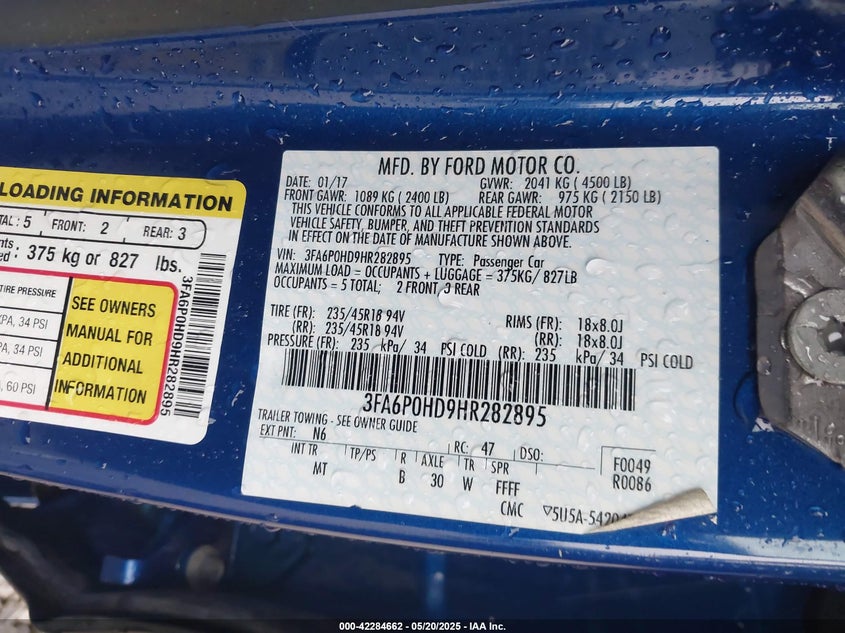 LOADING INFORMATION
TAL: 5 FRONT: 2 REAR: 3
375 kg or 827 lbs.
TIRE PRESSURE
KPA, 34 PSI
PA, 34 PSI
, 60 PSI
SEE OWNERS
MANUAL FOR
ADDITIONAL
INFORMATION
3FA6P0HD9HR282895
MFD. BY FORD MOTOR CO.
DATE: 01/17 GVWR: 2041 KG ( 4500 LB)
FRONT GAWR: 1089 KG ( 2400 LB) REAR GAWR: 975 KG ( 2150 LB)
THIS VEHICLE CONFORMS TO ALL APPLICABLE FEDERAL MOTOR
VEHICLE SAFETY, BUMPER, AND THEFT PREVENTION STANDARDS
IN EFFECT ON THE DATE OF MANUFACTURE SHOWN ABOVE.
VIN: 3FA6P0HD9HR282895 TYPE: Passenger Car
MAXIMUM LOAD = OCCUPANTS + LUGGAGE = 375KG/ 827LB
OCCUPANTS = 5 TOTAL; 2 FRONT, 3 REAR
TIRE (FR): 235/45R18 94V RIMS (FR): 18x8.0J
(RR): 235/45R18 94V (RR): 18x8.0J
PRESSURE (FR): 235 kPa/ 34 PSI COLD (RR): 235 kPa/ 34 PSI COLD
3FA6P0HD9HR282895
TRAILER TOWING - SEE OWNER GUIDE
EXT PNT: N6 RC: 47 DSO:
INT TR TP/PS R AXLE TR SPR F0049
MT B 30 W FFFF R0086
CMC 5U5A-5420
000-42284662 - 05/20/2025 - IAA Inc.